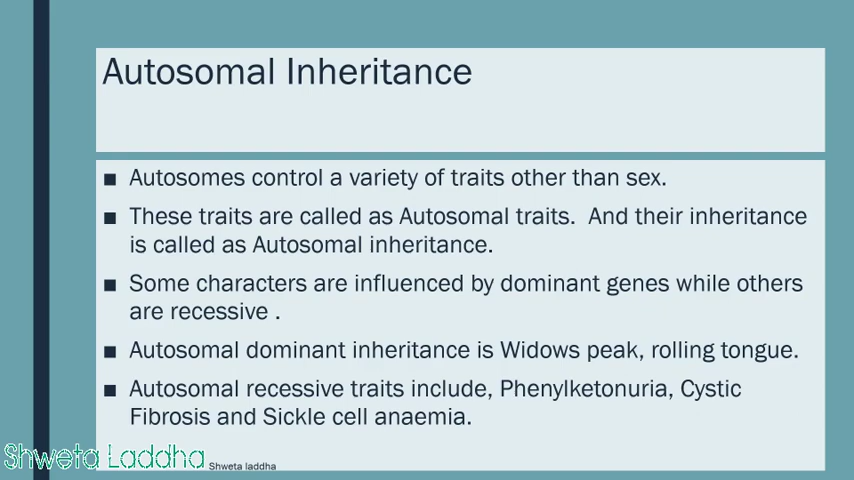 Autosomal Inheritance
■ Autosomes control a variety of traits other than sex.
■ These traits are called as Autosomal traits.  And their inheritance
is called as Autosomal inheritance.
■ Some characters are influenced by dominant genes while others
are recessive .
■ Autosomal dominant inheritance is Widows peak, rolling tongue.
■ Autosomal recessive traits include, Phenylketonuria, Cystic
Fibrosis and Sickle cell anaemia.
Shweta Laddha
Shweta laddha